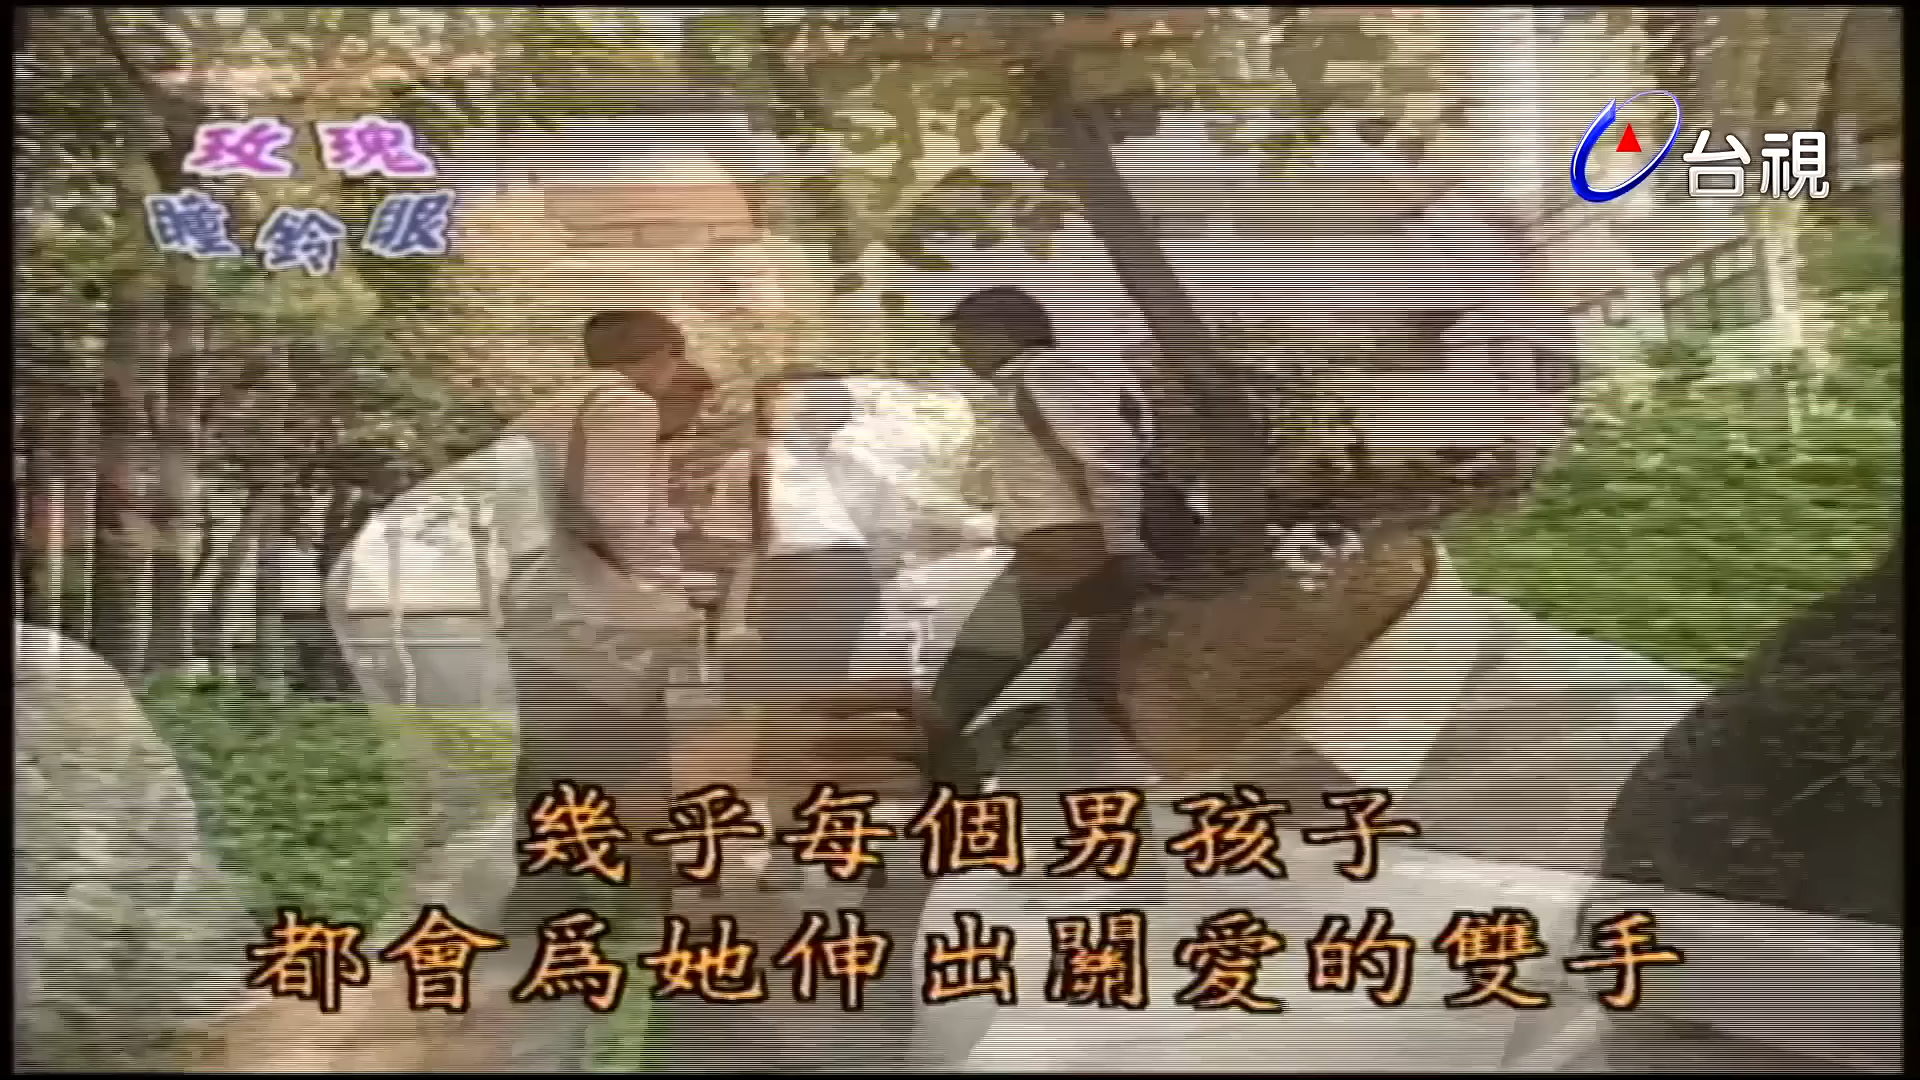 玫瑰
瞳鈴眼
台視
幾乎每個男孩子
都會為她伸出關愛的雙手